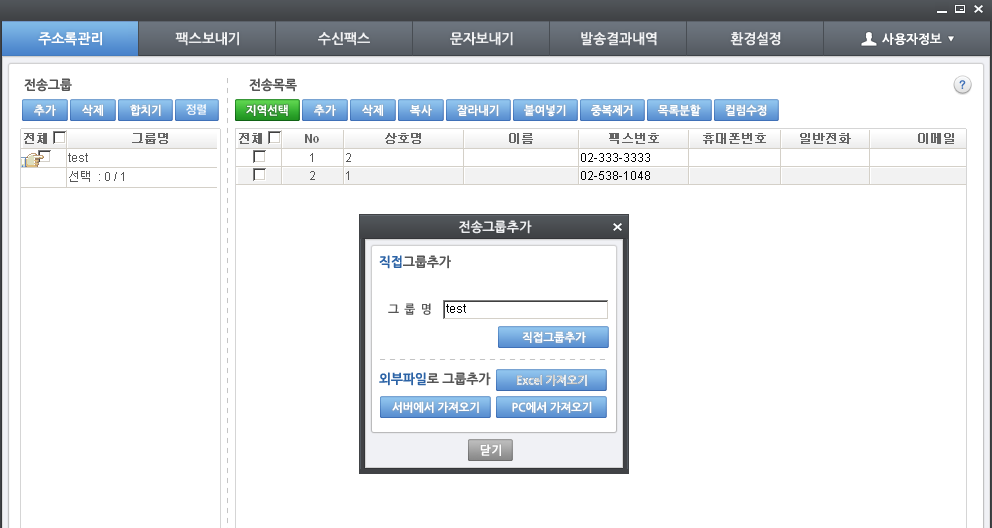 주소록관리 팩스보내기 수신팩스 문자보내기 발송결과내역 환경설정 사용자정보
전송그룹
추가 삭제 합치기 정렬
전체 그룹명
test
선택 : 0 / 1
전송목록
지역선택 추가 삭제 복사 잘라내기 붙여넣기 중복제거 목록분할 컬럼수정
전체 No 상호명 이름 팩스번호 휴대폰번호 일반전화 이메일
1 2 02-333-3333
2 1 02-538-1048
전송그룹추가
직접그룹추가
그 룹 명 test
직접그룹추가
외부파일로 그룹추가 Excel 가져오기
서버에서 가져오기 PC에서 가져오기
닫기